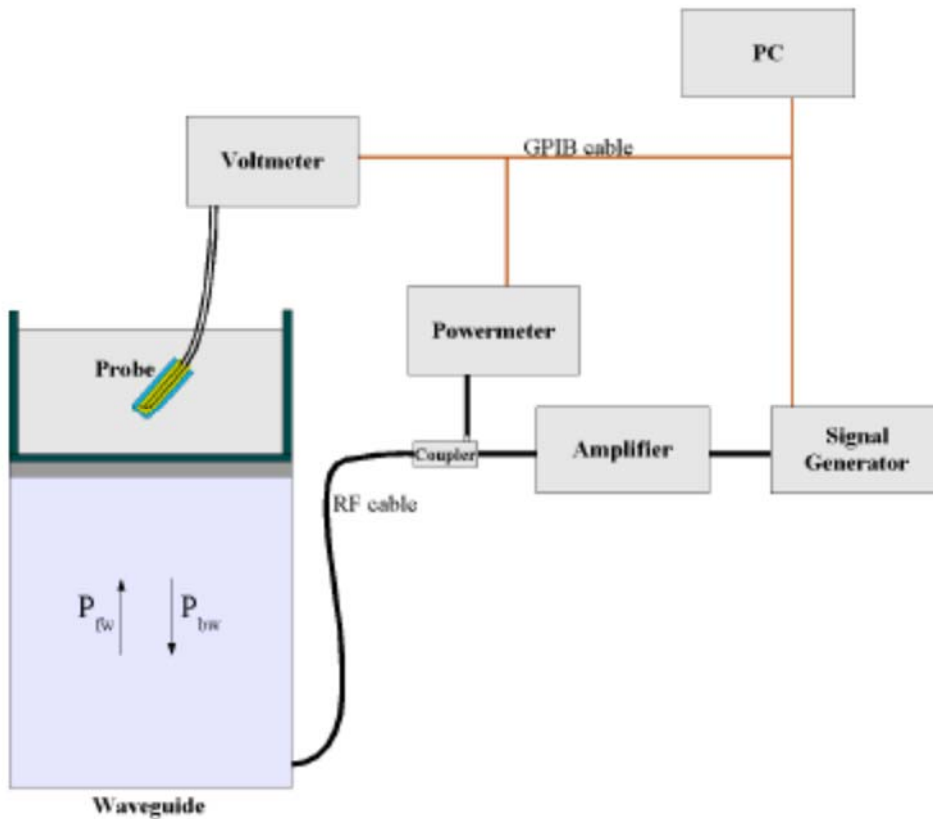 PC
Voltmeter
GPIB cable
Powermeter
Probe
Coupler
Amplifier
Signal
Generator
RF cable
P fw
P bw
Waveguide